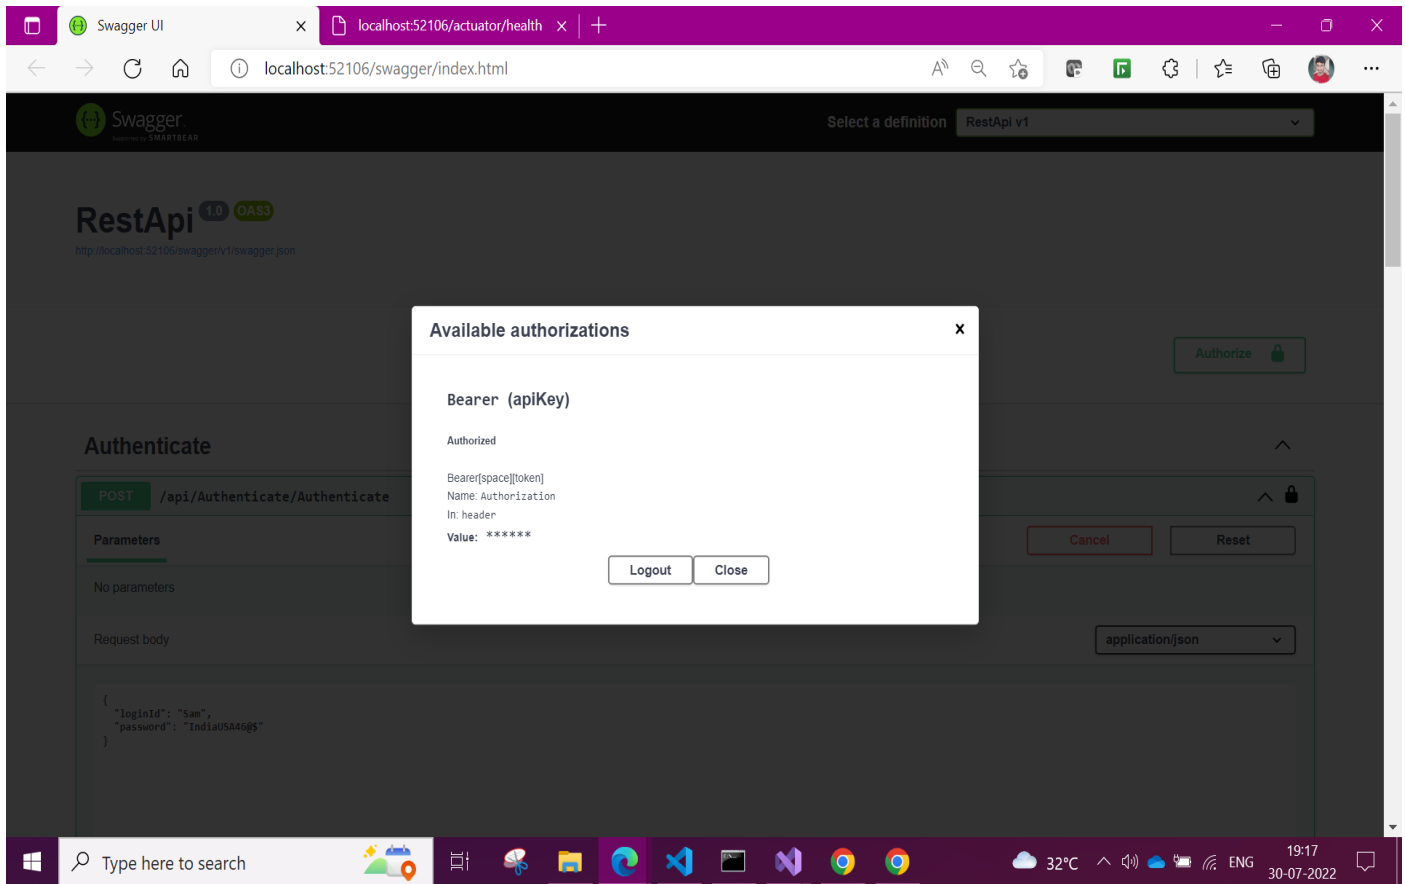 Swagger UI
localhost:52106/actuator/health
localhost:52106/swagger/index.html
Swagger
Supported by SMARTBEAR
Select a definition
RestApi v1
RestApi 1.0 OAS3
http://localhost:52106/swagger/v1/swagger.json
Available authorizations
Authorize
Bearer (apiKey)
Authorized
Bearer[space][token]
Name: Authorization
In: header
Value: ******
Logout
Close
Authenticate
POST /api/Authenticate/Authenticate
Parameters
Cancel
Reset
No parameters
Request body
application/json
{
"loginId": "Sam",
"password": "IndiaUSA46@$"
}
Type here to search
32°C
ENG
19:17
30-07-2022